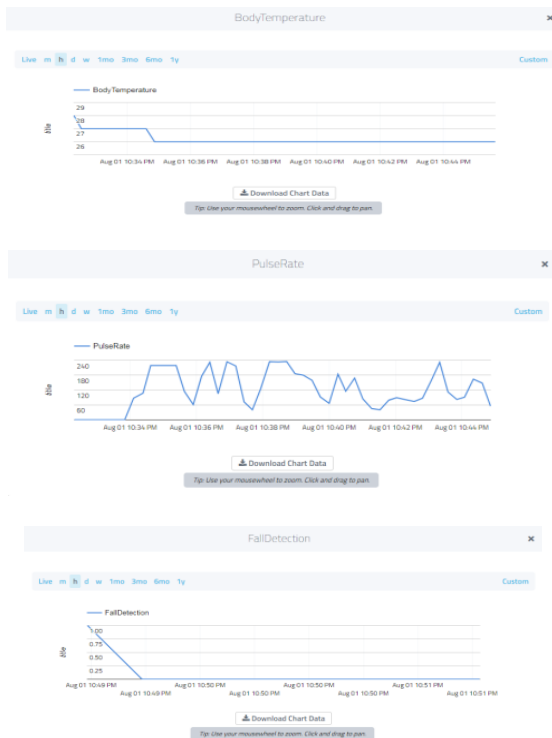 BodyTemperature ×
Live m h d w 1mo 3mo 6mo 1y Custom
BodyTemperature
29
28
27
26
Aug 01 10:34 PM Aug 01 10:36 PM Aug 01 10:38 PM Aug 01 10:40 PM Aug 01 10:42 PM Aug 01 10:44 PM
Download Chart Data
Tip: Use your mousewheel to zoom. Click and drag to pan.
PulseRate ×
Live m h d w 1mo 3mo 6mo 1y Custom
PulseRate
240
180
120
60
Aug 01 10:34 PM Aug 01 10:36 PM Aug 01 10:38 PM Aug 01 10:40 PM Aug 01 10:42 PM Aug 01 10:44 PM
Download Chart Data
Tip: Use your mousewheel to zoom. Click and drag to pan.
FallDetection ×
Live m h d w 1mo 3mo 6mo 1y Custom
FallDetection
1.00
0.75
0.50
0.25
Aug 01 10:49 PM Aug 01 10:50 PM Aug 01 10:50 PM Aug 01 10:51 PM
Aug 01 10:49 PM Aug 01 10:50 PM Aug 01 10:50 PM Aug 01 10:51 PM
Download Chart Data
Tip: Use your mousewheel to zoom. Click and drag to pan.